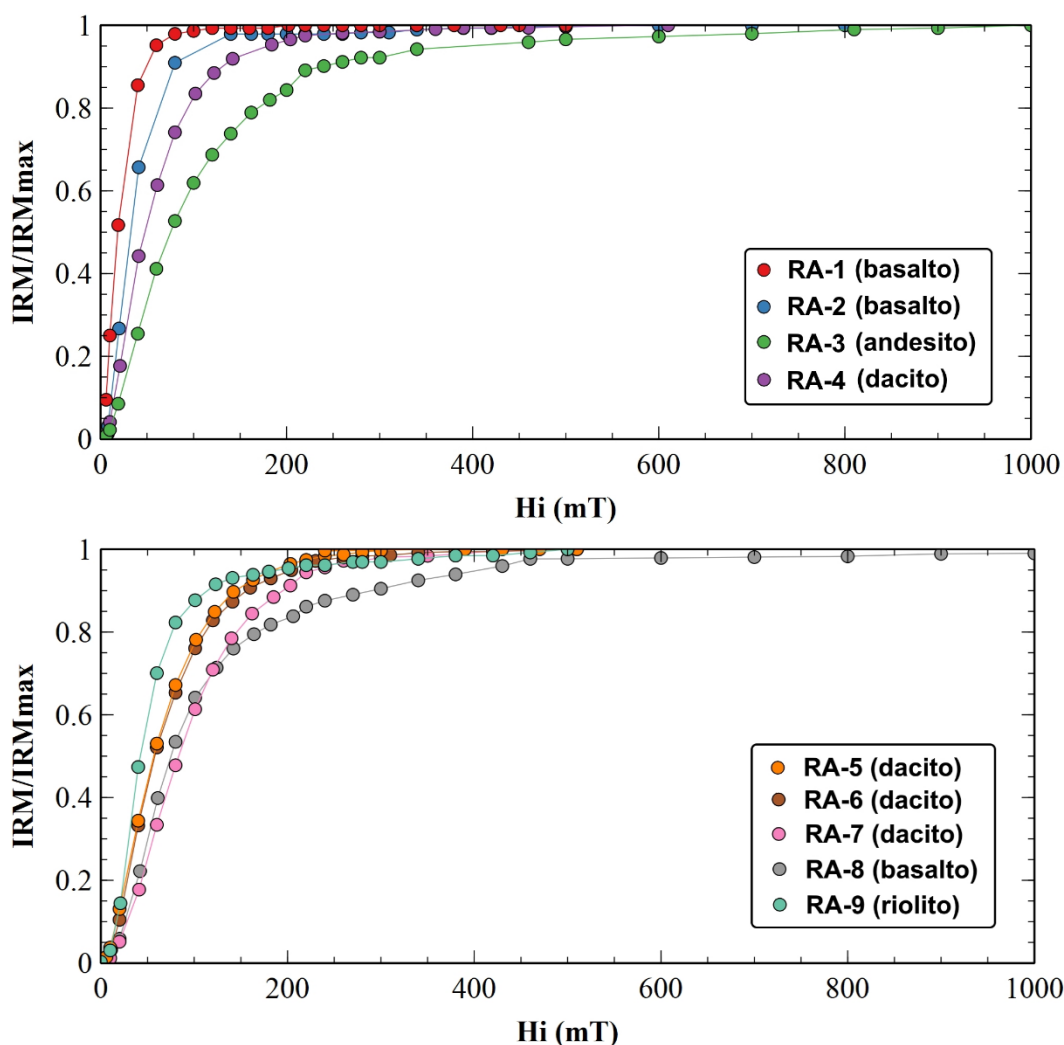 1
0.8
0.6
0.4
0.2
0
IRM/IRMmax
RA-1 (basalto)
RA-2 (basalto)
RA-3 (andesito)
RA-4 (dacito)
0 200 400 600 800 1000
Hi (mT)
1
0.8
0.6
0.4
0.2
0
IRM/IRMmax
RA-5 (dacito)
RA-6 (dacito)
RA-7 (dacito)
RA-8 (basalto)
RA-9 (riolito)
0 200 400 600 800 1000
Hi (mT)